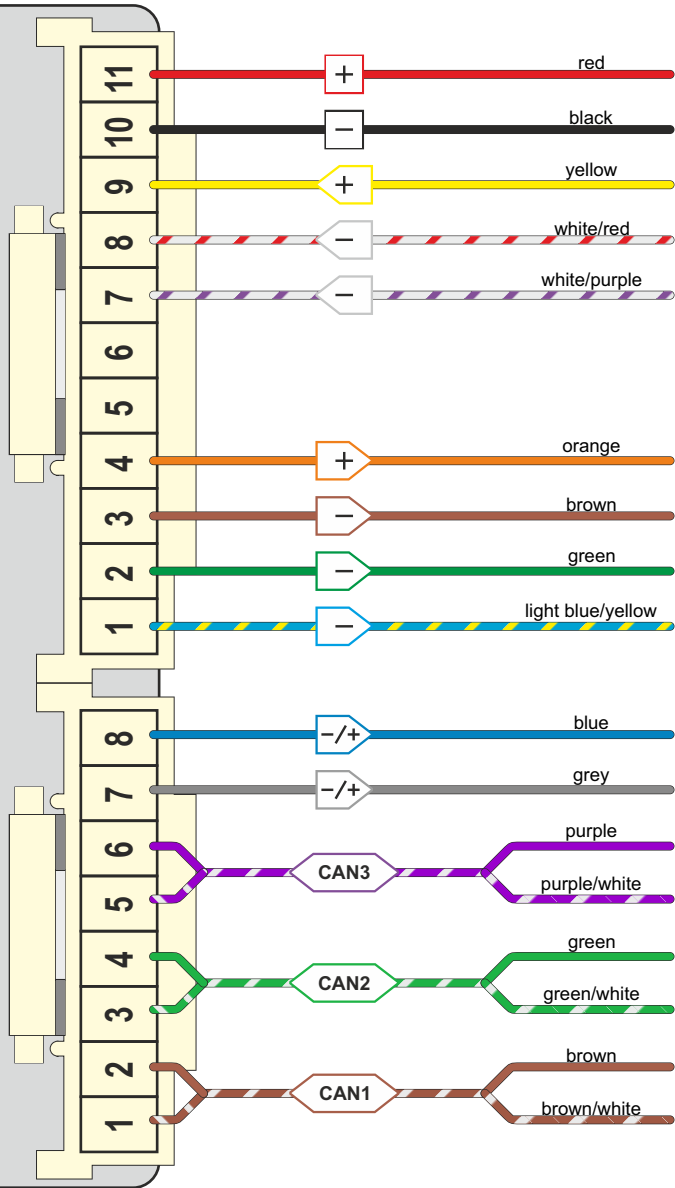 11 + red
10 − black
9 + yellow
8 − white/red
7 − white/purple
6
5
4 + orange
3 − brown
2 − green
1 − light blue/yellow
8 −/+ blue
7 −/+ grey
6 purple
CAN3
5 purple/white
4 green
CAN2
3 green/white
2 brown
CAN1
1 brown/white